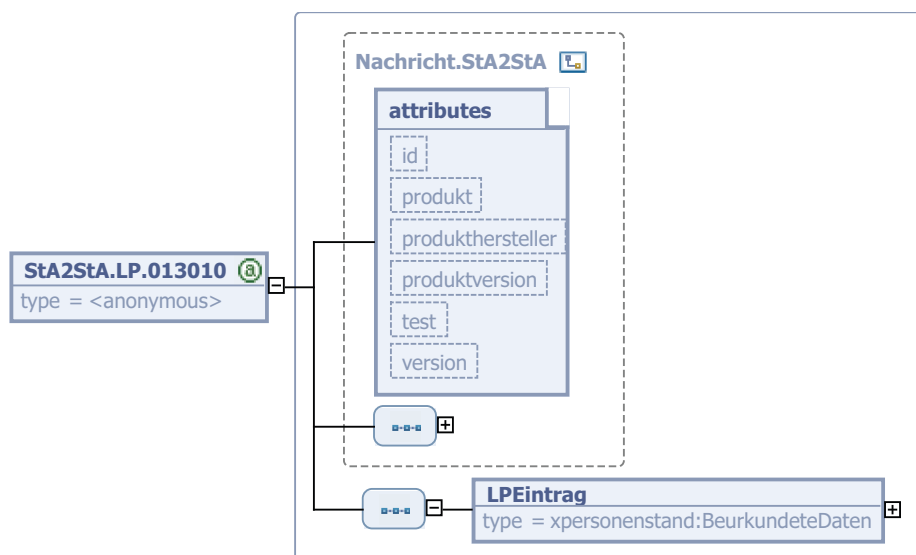 Nachricht.StA2StA
attributes
id
produkt
produkthersteller
produktversion
test
version
StA2StA.LP.013010 @
type = <anonymous>
LPEintrag
type = xpersonenstand:BeurkundeteDaten